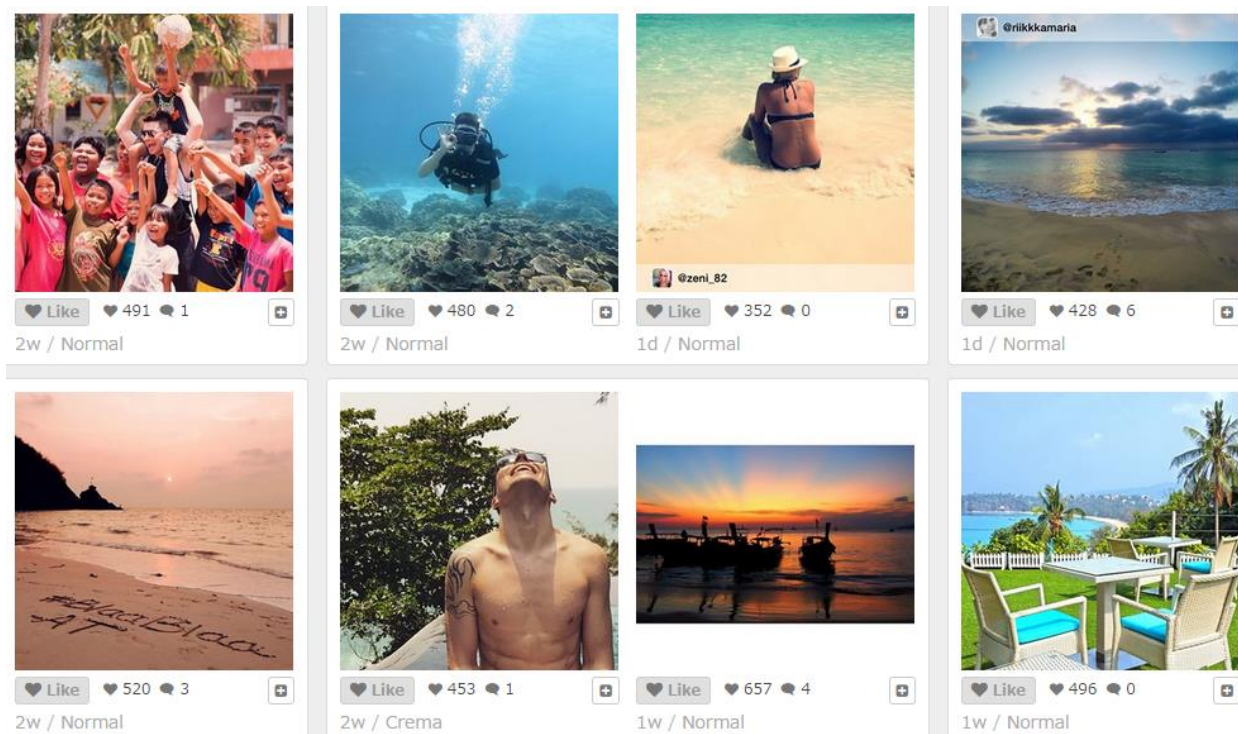 @riikkkamaria
@zeni_82
Like 491 1
Like 480 2
Like 352 0
Like 428 6
2w / Normal
2w / Normal
1d / Normal
1d / Normal
#BlaaBlaa
AT
Like 520 3
Like 453 1
Like 657 4
Like 496 0
2w / Normal
2w / Crema
1w / Normal
1w / Normal